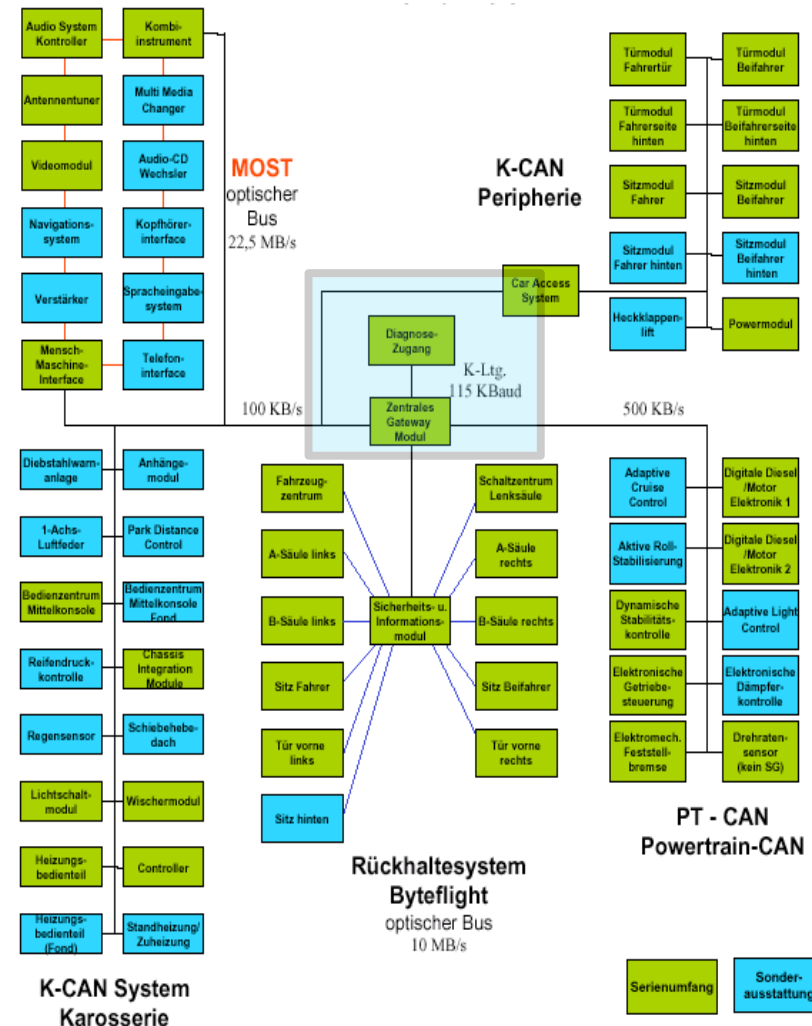 Audio System
Kontroller
Kombi-
instrument
Antennentuner
Multi Media
Changer
Videomodul
Audio-CD
Wechsler
Navigations-
system
Kopfhörer-
interface
Verstärker
Spracheingabe-
system
Mensch-
Maschine-
Interface
Telefon-
interface
MOST
optischer
Bus
22,5 MB/s
K-CAN
Peripherie
Türmodul
Fahrertür
Türmodul
Beifahrer
Türmodul
Fahrerseite
hinten
Türmodul
Beifahrerseite
hinten
Sitzmodul
Fahrer
Sitzmodul
Beifahrer
Sitzmodul
Fahrer hinten
Sitzmodul
Beifahrer
hinten
Heckklappen-
lift
Powermodul
Car Access
System
Diagnose-
Zugang
K-Ltg.
115 KBaud
Zentrales
Gateway
Modul
100 KB/s
500 KB/s
Diebstahlwarn-
anlage
Anhänge-
modul
1-Achs-
Luftfeder
Park Distance
Control
Bedienzentrum
Mittelkonsole
Bedienzentrum
Mittelkonsole
Fond
Reifendruck-
kontrolle
Chassis
Integration
Module
Regensensor
Schiebehebe-
dach
Lichtschalt-
modul
Wischermodul
Heizungs-
bedienteil
Controller
Heizungs-
bedienteil
(Fond)
Standheizung/
Zuheizung
K-CAN System
Karosserie
Fahrzeug-
zentrum
Schaltzentrum
Lenksäule
A-Säule links
A-Säule
rechts
B-Säule links
Sicherheits- u.
Informations-
modul
B-Säule rechts
Sitz Fahrer
Sitz Beifahrer
Tür vorne
links
Tür vorne
rechts
Sitz hinten
Rückhaltesystem
Byteflight
optischer Bus
10 MB/s
Adaptive
Cruise
Control
Digitale Diesel
/Motor
Elektronik 1
Aktive Roll-
Stabilisierung
Digitale Diesel
/Motor
Elektronik 2
Dynamische
Stabilitäts-
kontrolle
Adaptive Light
Control
Elektronische
Getriebe-
steuerung
Elektronische
Dämpfer-
kontrolle
Elektromech.
Feststell-
bremse
Drehraten-
sensor
(kein SG)
PT - CAN
Powertrain-CAN
Serienumfang
Sonder-
ausstattung